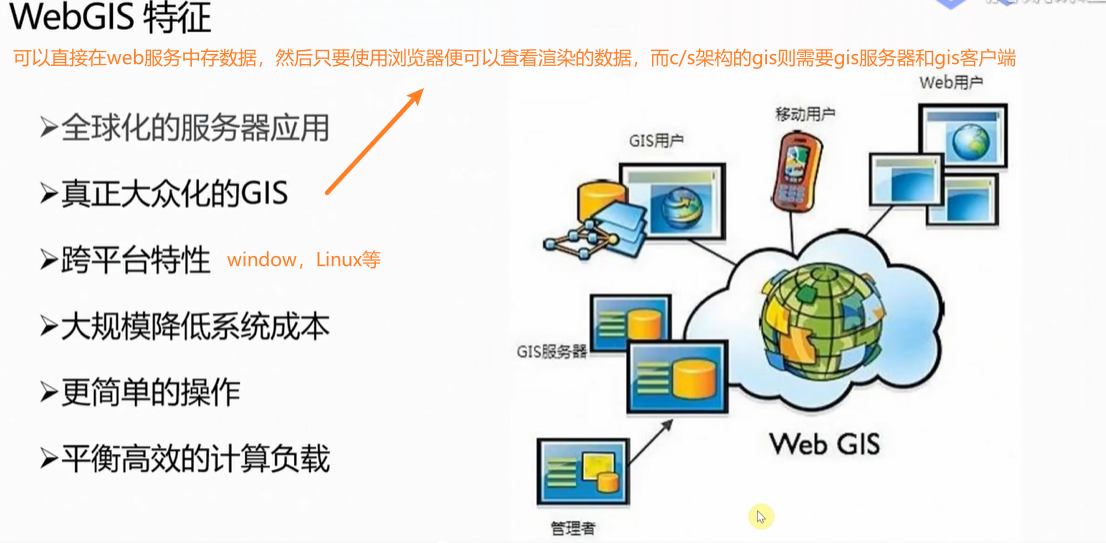 WebGIS 特征
可以直接在web服务中存数据，然后只要使用浏览器便可以查看渲染的数据，而c/s架构的gis则需要gis服务器和gis客户端
➢全球化的服务器应用
➢真正大众化的GIS
➢跨平台特性 window，Linux等
➢大规模降低系统成本
➢更简单的操作
➢平衡高效的计算负载
Web用户
移动用户
GIS用户
GIS服务器
Web GIS
管理者